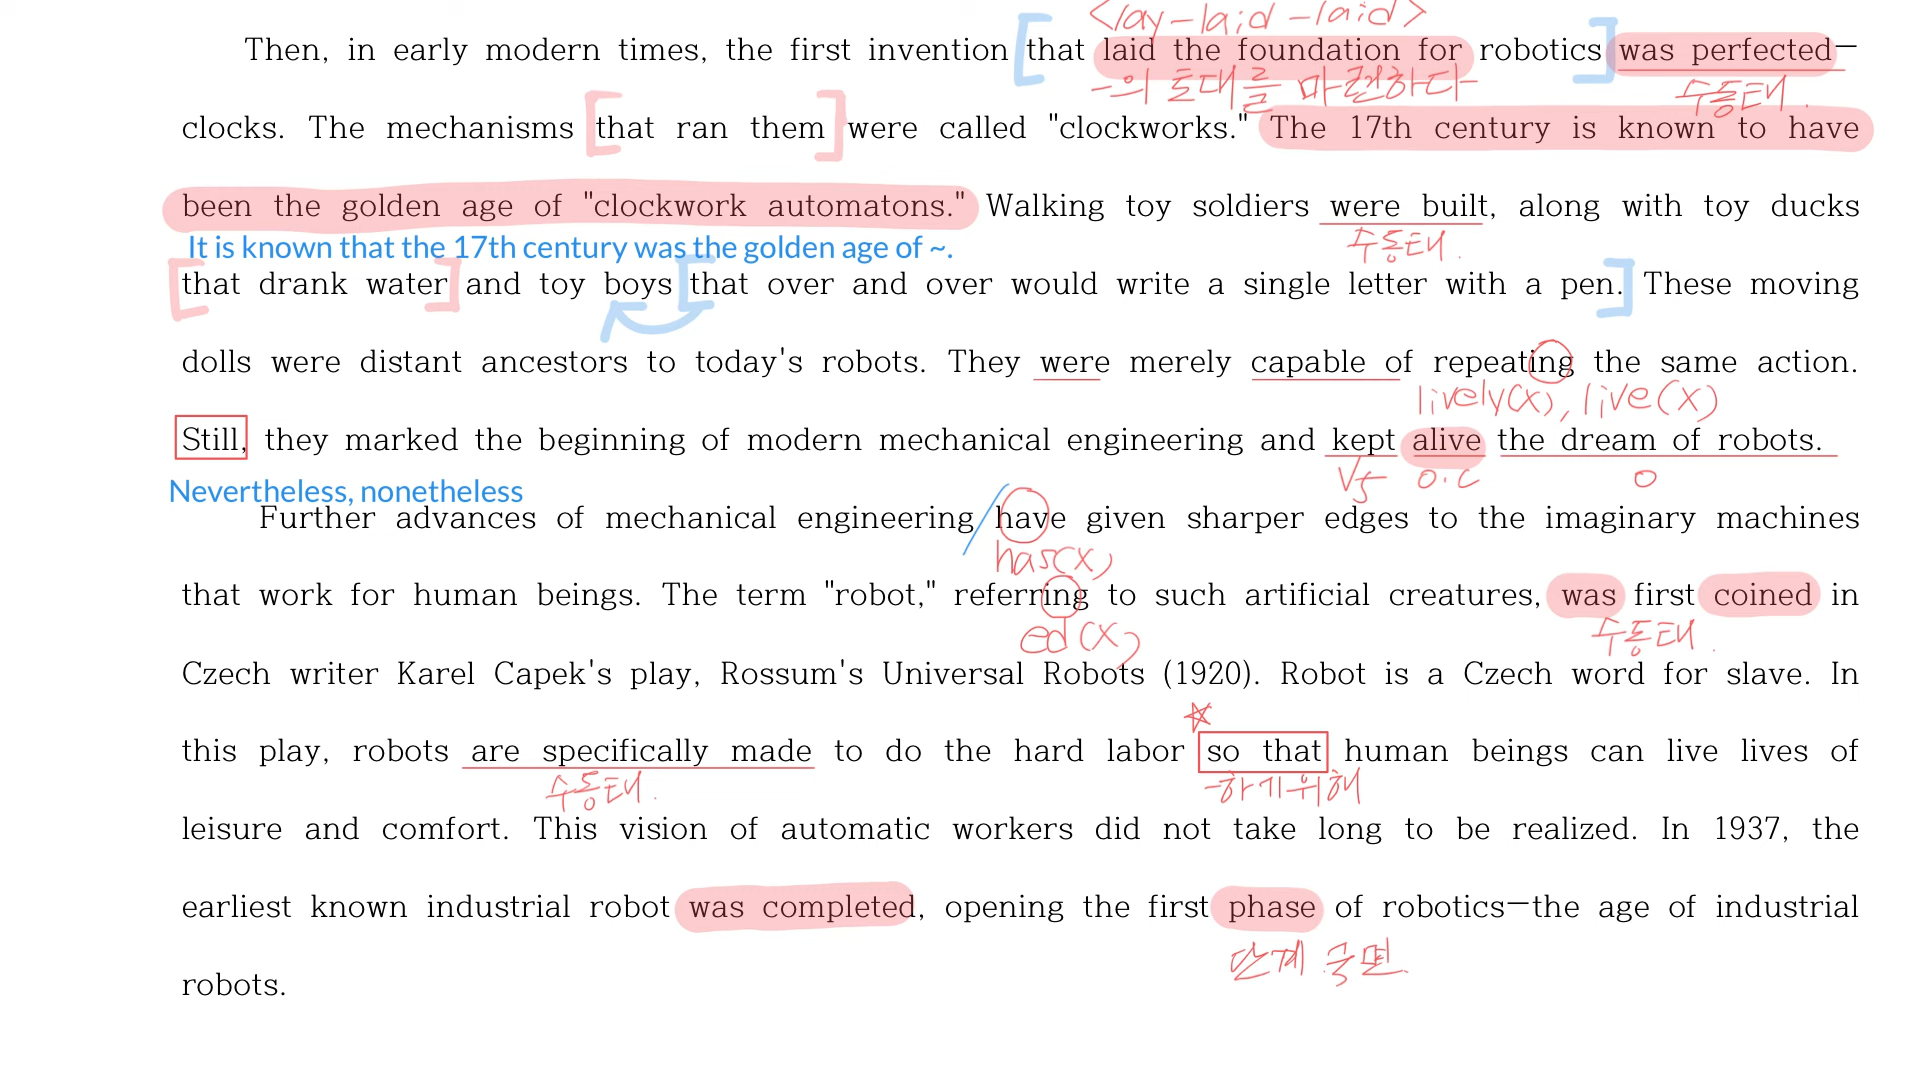 <lay-laid-laid>
Then, in early modern times, the first invention [that laid the foundation for robotics] was perfected—
-의 토대를 마련하다 수동태.
clocks. The mechanisms [that ran them] were called "clockworks." The 17th century is known to have
been the golden age of "clockwork automatons." Walking toy soldiers were built, along with toy ducks
It is known that the 17th century was the golden age of ~. 수동태.
[that drank water] and toy boys [that over and over would write a single letter with a pen.] These moving
dolls were distant ancestors to today's robots. They were merely capable of repeating the same action.
lively(x), live(x)
Still, they marked the beginning of modern mechanical engineering and kept alive the dream of robots.
V5 O.C O
Nevertheless, nonetheless
Further advances of mechanical engineering / have given sharper edges to the imaginary machines
has(x)
that work for human beings. The term "robot," referring to such artificial creatures, was first coined in
ed(x) 수동태.
Czech writer Karel Capek's play, Rossum's Universal Robots (1920). Robot is a Czech word for slave. In
☆
this play, robots are specifically made to do the hard labor so that human beings can live lives of
수동태. -하기위해
leisure and comfort. This vision of automatic workers did not take long to be realized. In 1937, the
earliest known industrial robot was completed, opening the first phase of robotics—the age of industrial
단계 국면.
robots.